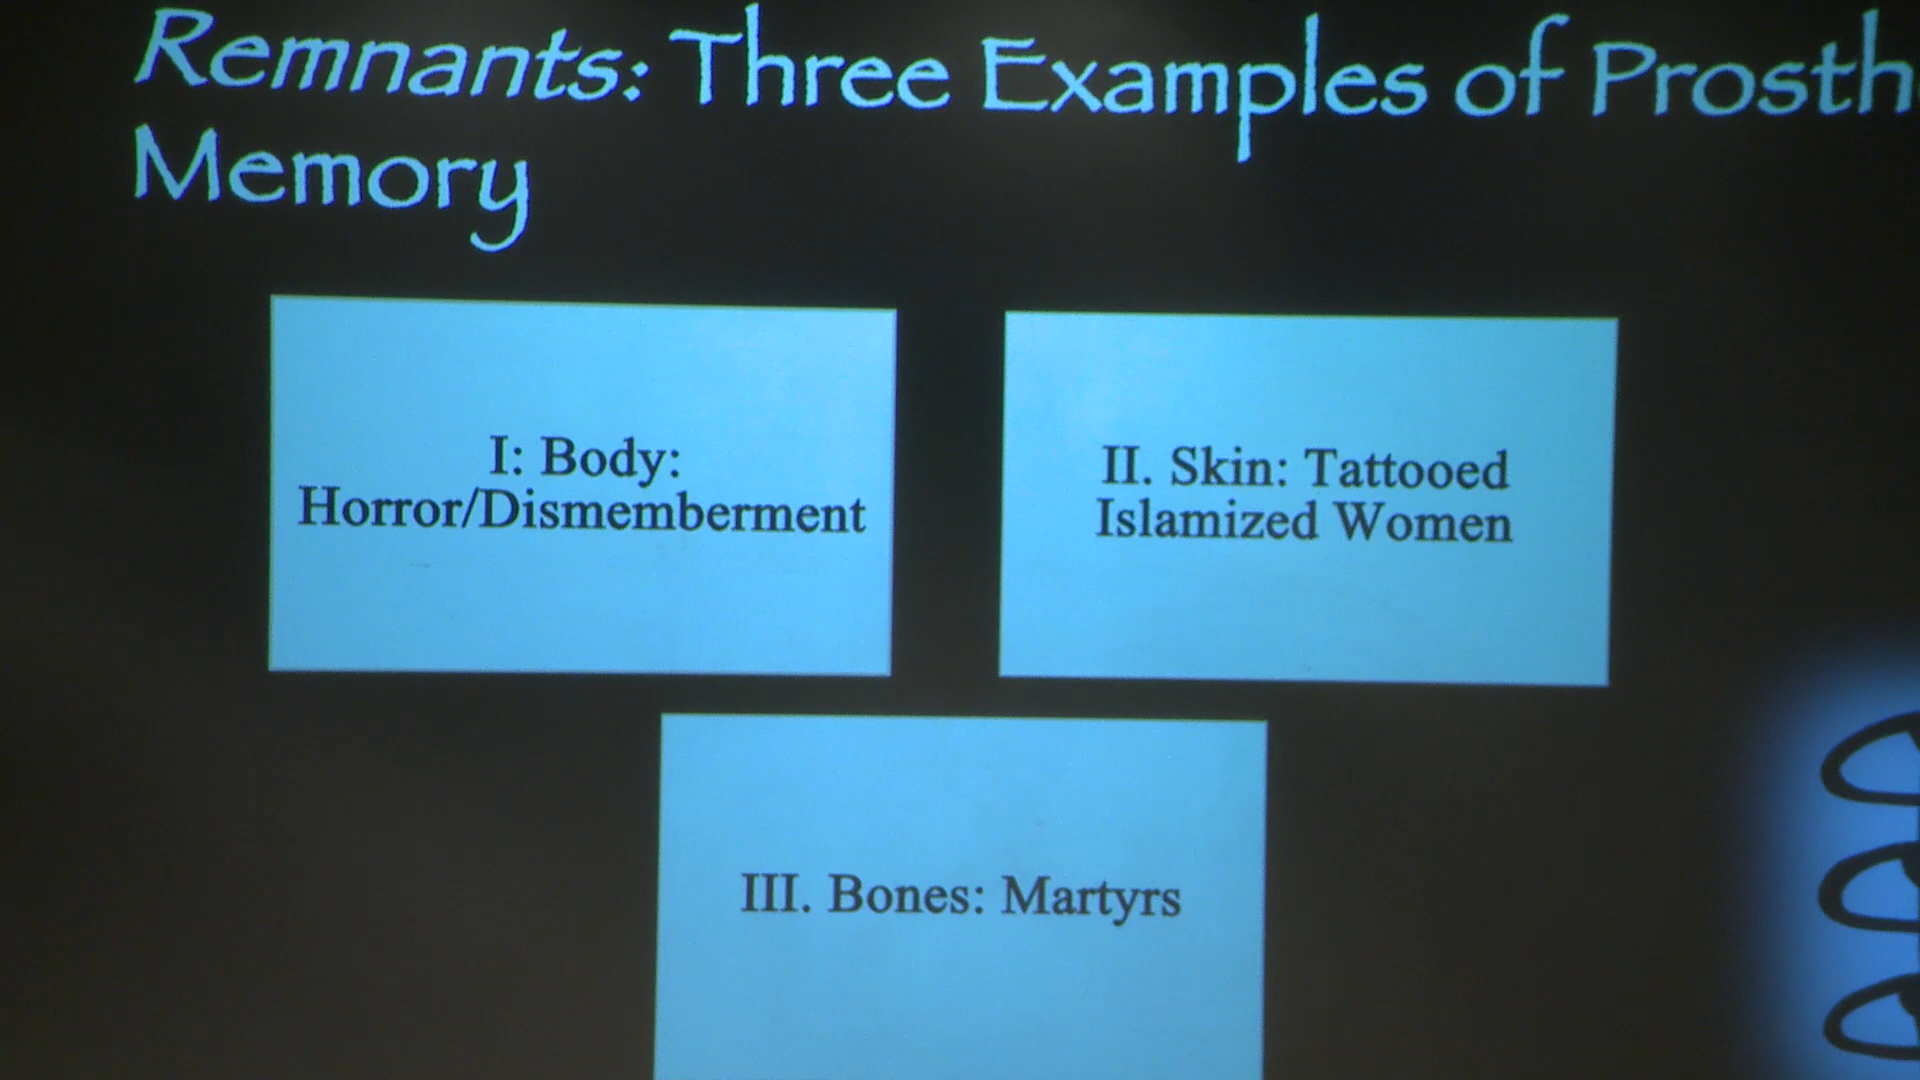 Remnants: Three Examples of Prosth
Memory
I: Body:
Horror/Dismemberment
II. Skin: Tattooed
Islamized Women
III. Bones: Martyrs